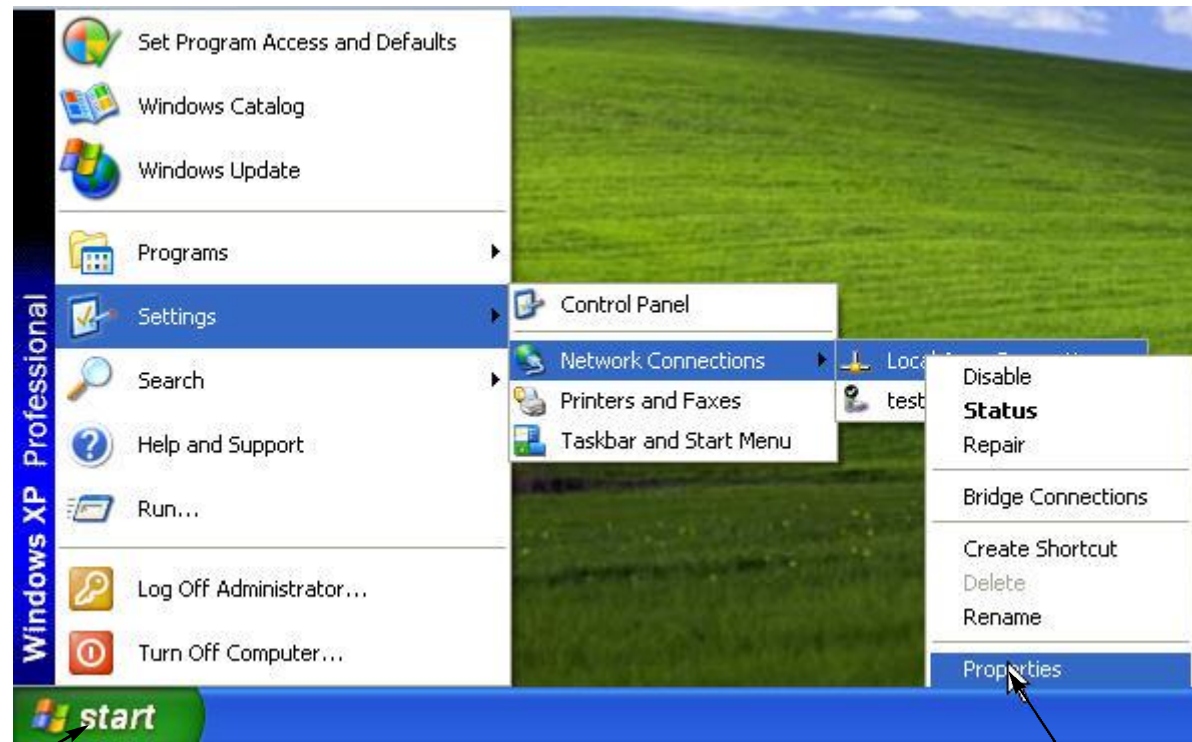 Windows XP Professional
Set Program Access and Defaults
Windows Catalog
Windows Update
Programs
Settings
Search
Help and Support
Run...
Log Off Administrator...
Turn Off Computer...
Control Panel
Network Connections
Printers and Faxes
Taskbar and Start Menu
test
Disable
Status
Repair
Bridge Connections
Create Shortcut
Delete
Rename
Properties
start